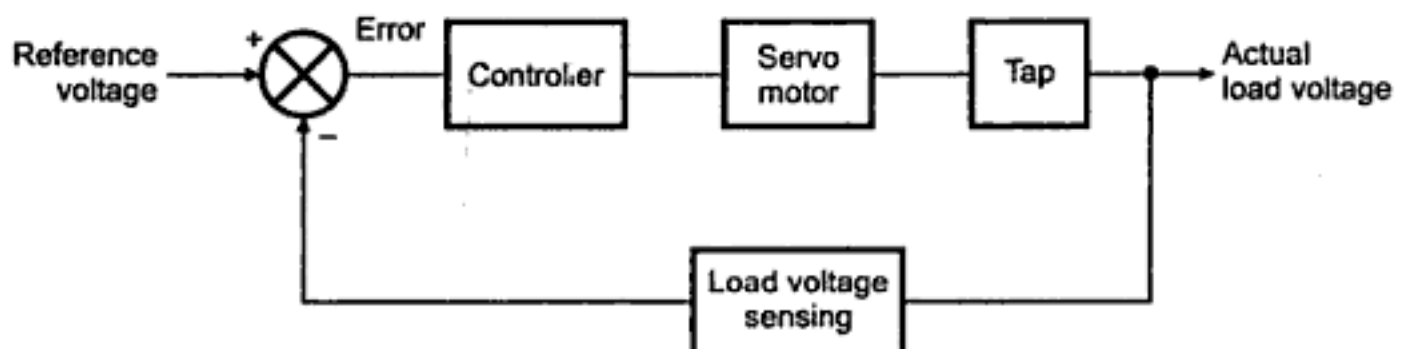 Reference
voltage
+
Error
−
Controller
Servo
motor
Tap
Actual
load voltage
Load voltage
sensing